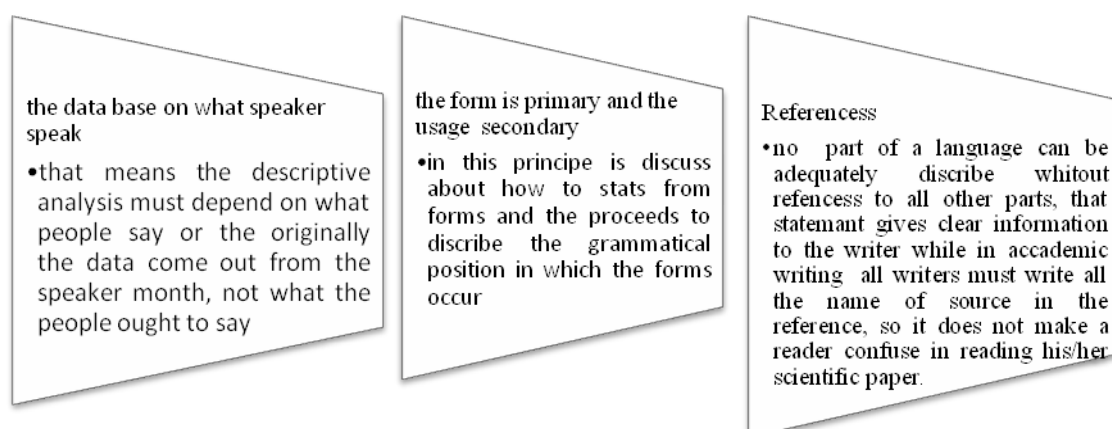 the data base on what speaker
speak
•that means the descriptive
analysis must depend on what
people say or the originally
the data come out from the
speaker month, not what the
people ought to say
the form is primary and the
usage secondary
•in this principe is discuss
about how to stats from
forms and the proceeds to
discribe the grammatical
position in which the forms
occur
Referencess
•no part of a language can be
adequately discribe whitout
refencess to all other parts, that
statemant gives clear information
to the writer while in accademic
writing all writers must write all
the name of source in the
reference, so it does not make a
reader confuse in reading his/her
scientific paper.